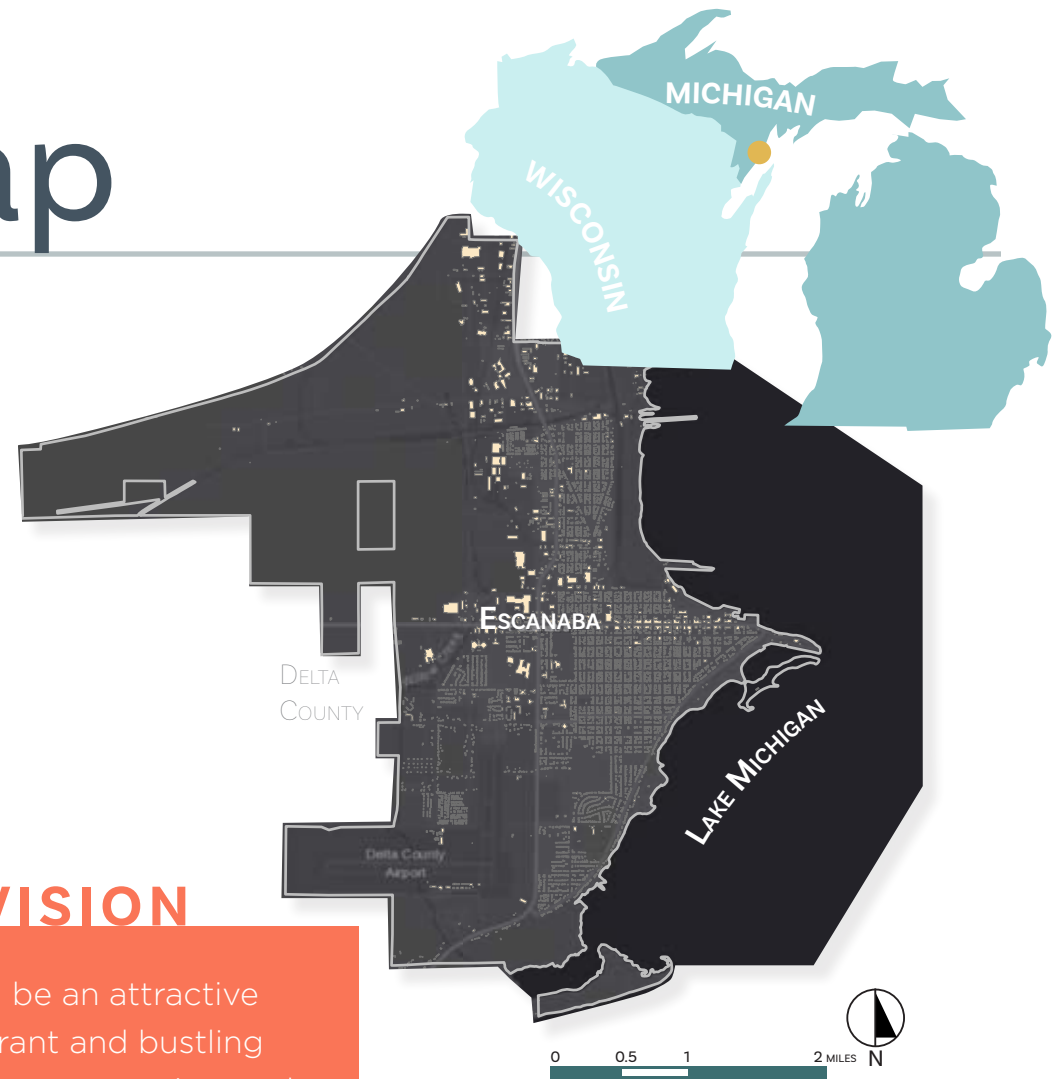 ap
MICHIGAN
WISCONSIN
ESCANABA
DELTA
COUNTY
LAKE MICHIGAN
Delta County
Airport
VISION
be an attractive
rant and bustling
0 0.5 1 2 MILES N